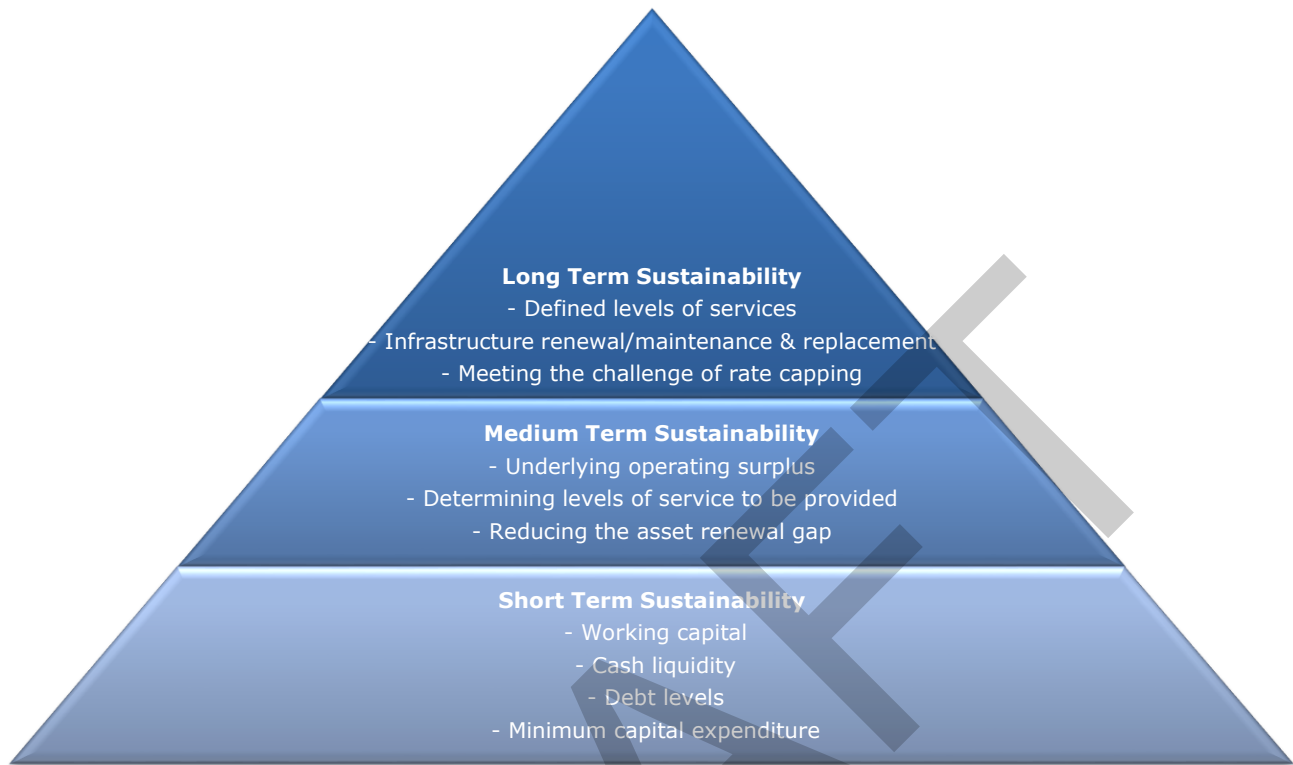 Long Term Sustainability
- Defined levels of services
- Infrastructure renewal/maintenance & replacement
- Meeting the challenge of rate capping
Medium Term Sustainability
- Underlying operating surplus
- Determining levels of service to be provided
- Reducing the asset renewal gap
Short Term Sustainability
- Working capital
- Cash liquidity
- Debt levels
- Minimum capital expenditure
AFT